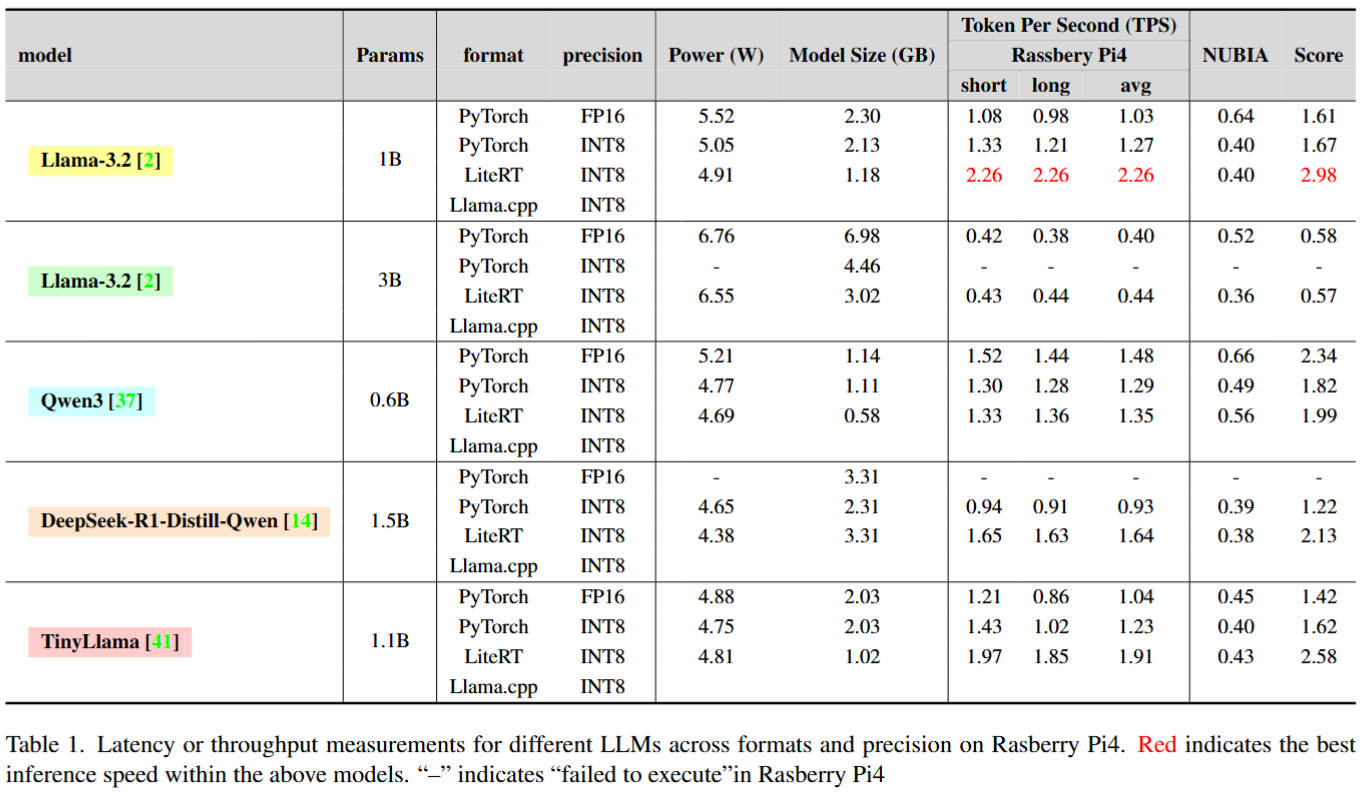 model Params format precision Power (W) Model Size (GB) Token Per Second (TPS) NUBIA Score
Rassbery Pi4
short long avg
Llama-3.2 [2] 1B PyTorch FP16 5.52 2.30 1.08 0.98 1.03 0.64 1.61
PyTorch INT8 5.05 2.13 1.33 1.21 1.27 0.40 1.67
LiteRT INT8 4.91 1.18 2.26 2.26 2.26 0.40 2.98
Llama.cpp INT8
Llama-3.2 [2] 3B PyTorch FP16 6.76 6.98 0.42 0.38 0.40 0.52 0.58
PyTorch INT8 - 4.46 - - - - -
LiteRT INT8 6.55 3.02 0.43 0.44 0.44 0.36 0.57
Llama.cpp INT8
Qwen3 [37] 0.6B PyTorch FP16 5.21 1.14 1.52 1.44 1.48 0.66 2.34
PyTorch INT8 4.77 1.11 1.30 1.28 1.29 0.49 1.82
LiteRT INT8 4.69 0.58 1.33 1.36 1.35 0.56 1.99
Llama.cpp INT8
DeepSeek-R1-Distill-Qwen [14] 1.5B PyTorch FP16 - 3.31 - - - - -
PyTorch INT8 4.65 2.31 0.94 0.91 0.93 0.39 1.22
LiteRT INT8 4.38 3.31 1.65 1.63 1.64 0.38 2.13
Llama.cpp INT8
TinyLlama [41] 1.1B PyTorch FP16 4.88 2.03 1.21 0.86 1.04 0.45 1.42
PyTorch INT8 4.75 2.03 1.43 1.02 1.23 0.40 1.62
LiteRT INT8 4.81 1.02 1.97 1.85 1.91 0.43 2.58
Llama.cpp INT8
Table 1. Latency or throughput measurements for different LLMs across formats and precision on Rasberry Pi4. Red indicates the best
inference speed within the above models. “–” indicates “failed to execute”in Rasberry Pi4